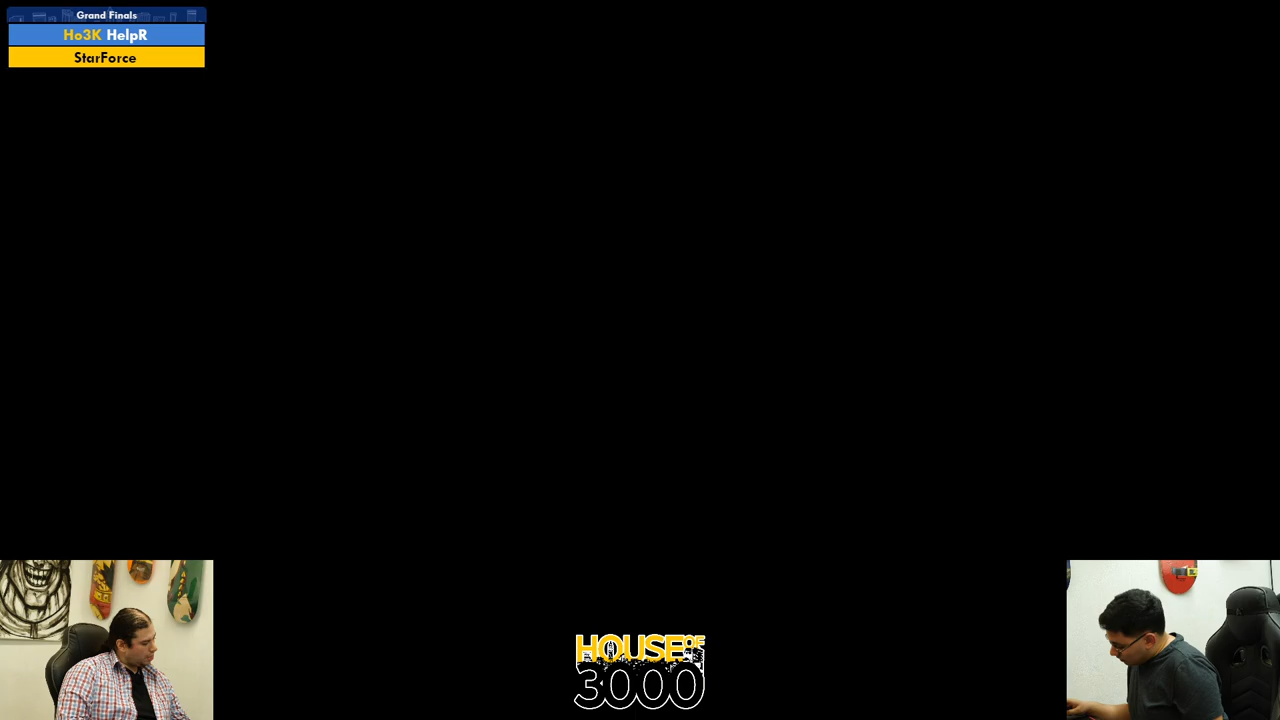 Grand Finals
Ho3K HelpR
StarForce
HOUSE OF
3000